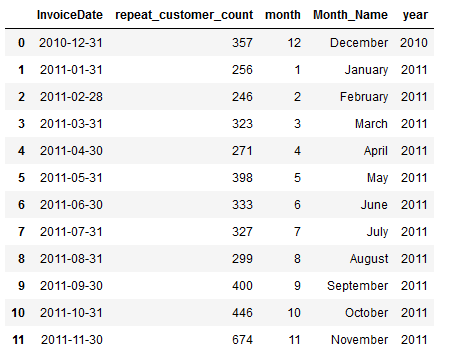 InvoiceDate repeat_customer_count month Month_Name year
0 2010-12-31 357 12 December 2010
1 2011-01-31 256 1 January 2011
2 2011-02-28 246 2 February 2011
3 2011-03-31 323 3 March 2011
4 2011-04-30 271 4 April 2011
5 2011-05-31 398 5 May 2011
6 2011-06-30 333 6 June 2011
7 2011-07-31 327 7 July 2011
8 2011-08-31 299 8 August 2011
9 2011-09-30 400 9 September 2011
10 2011-10-31 446 10 October 2011
11 2011-11-30 674 11 November 2011